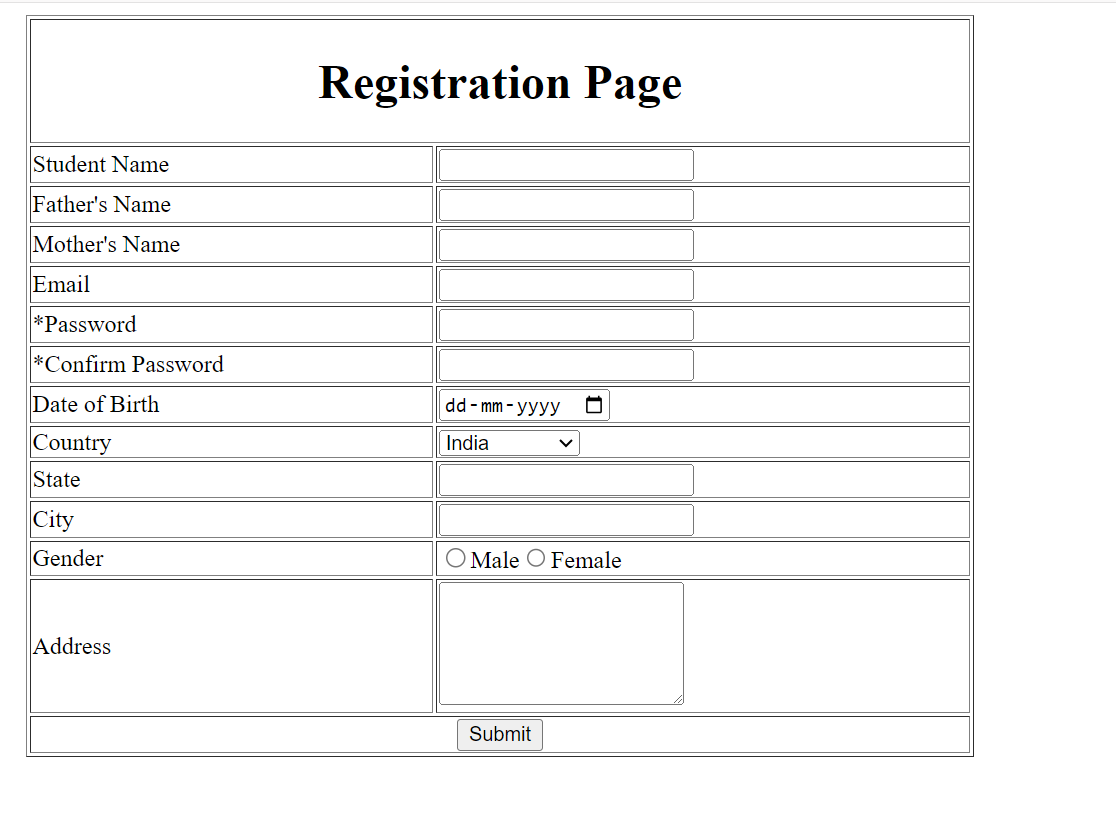 Registration Page
Student Name
Father's Name
Mother's Name
Email
*Password
*Confirm Password
Date of Birth dd-mm-yyyy
Country India
State
City
Gender Male Female
Address
Submit